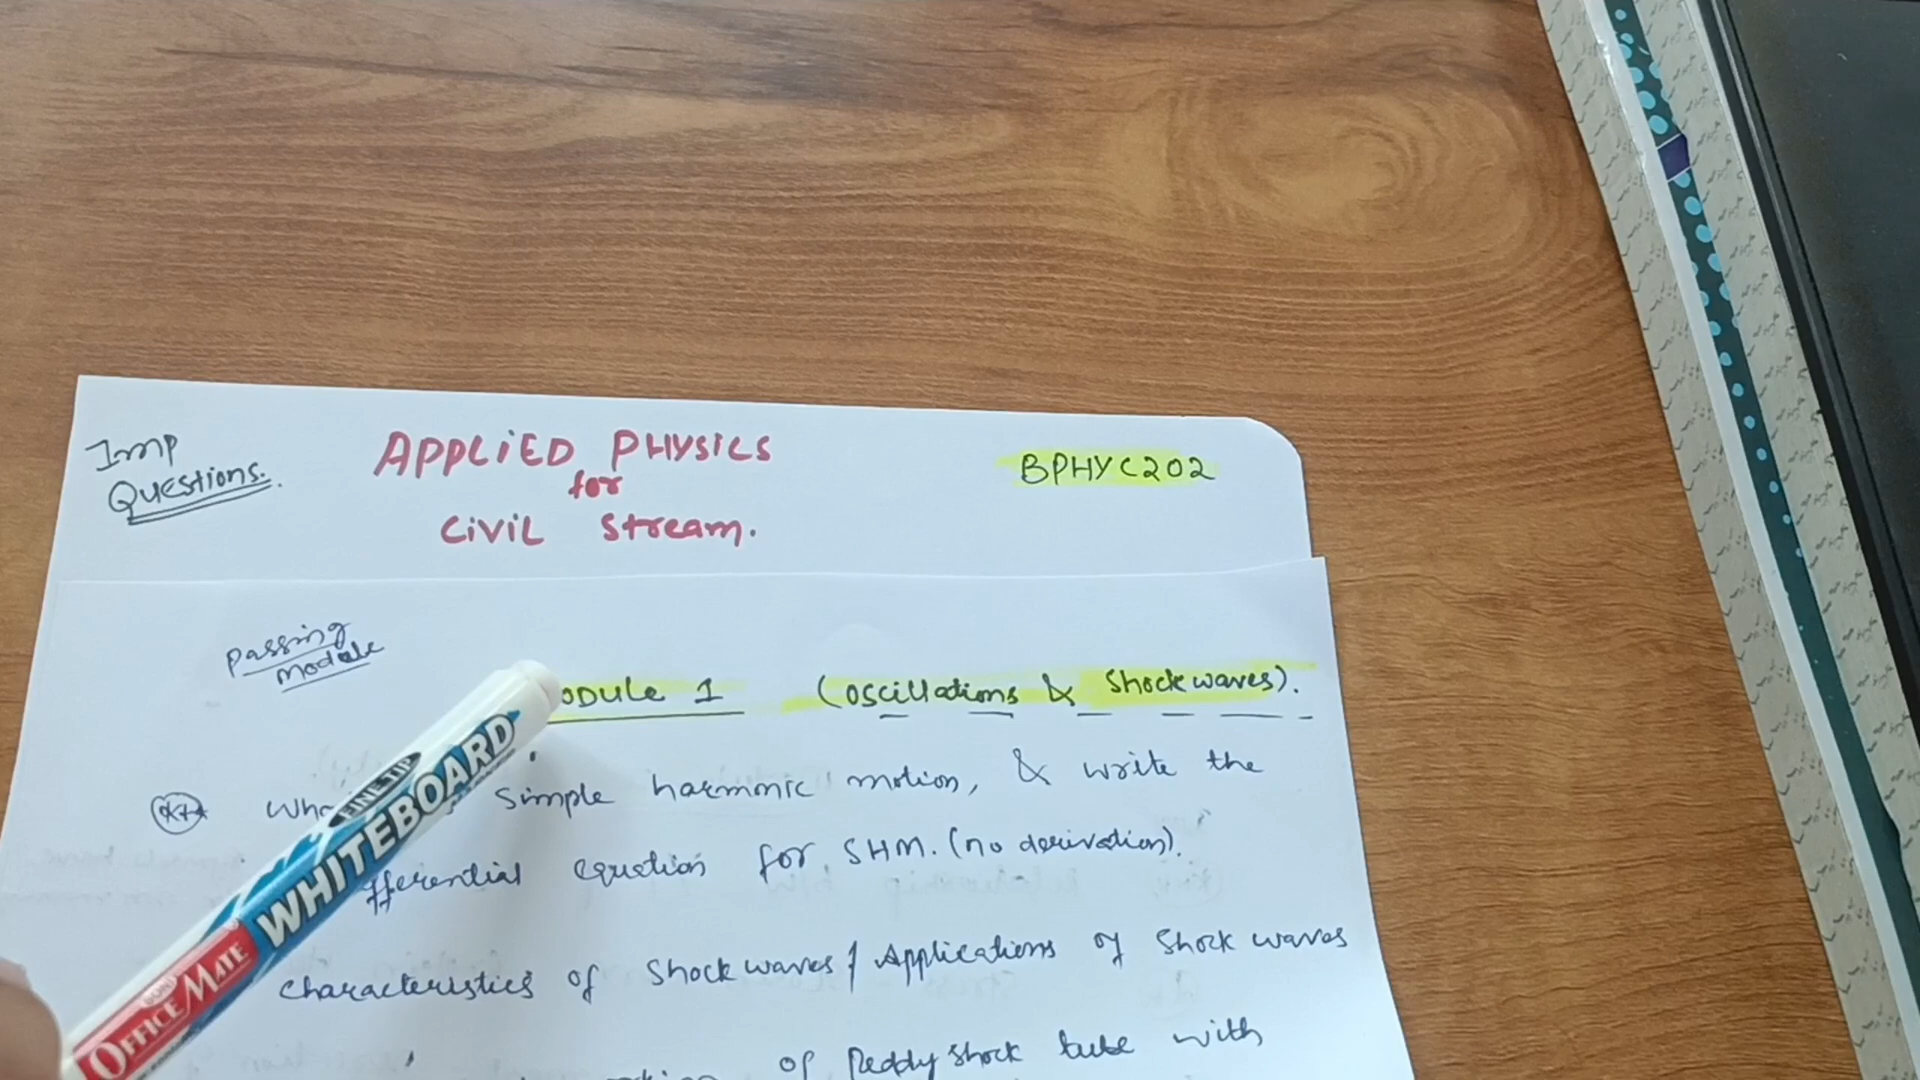 Imp
Questions.
APPLiED PHYSICS
for
CiViL Stream.
BPHYC202
Passing
Module
odule 1 (Oscillations & Shock waves).
simple harmonic motion, & write the
fferential equation for SHM. (no derivation).
characteristics of Shock waves / Applications of Shock waves
of Reddy shock tube with
FINE TIP
WHITEBOARD
OFFICE MATE